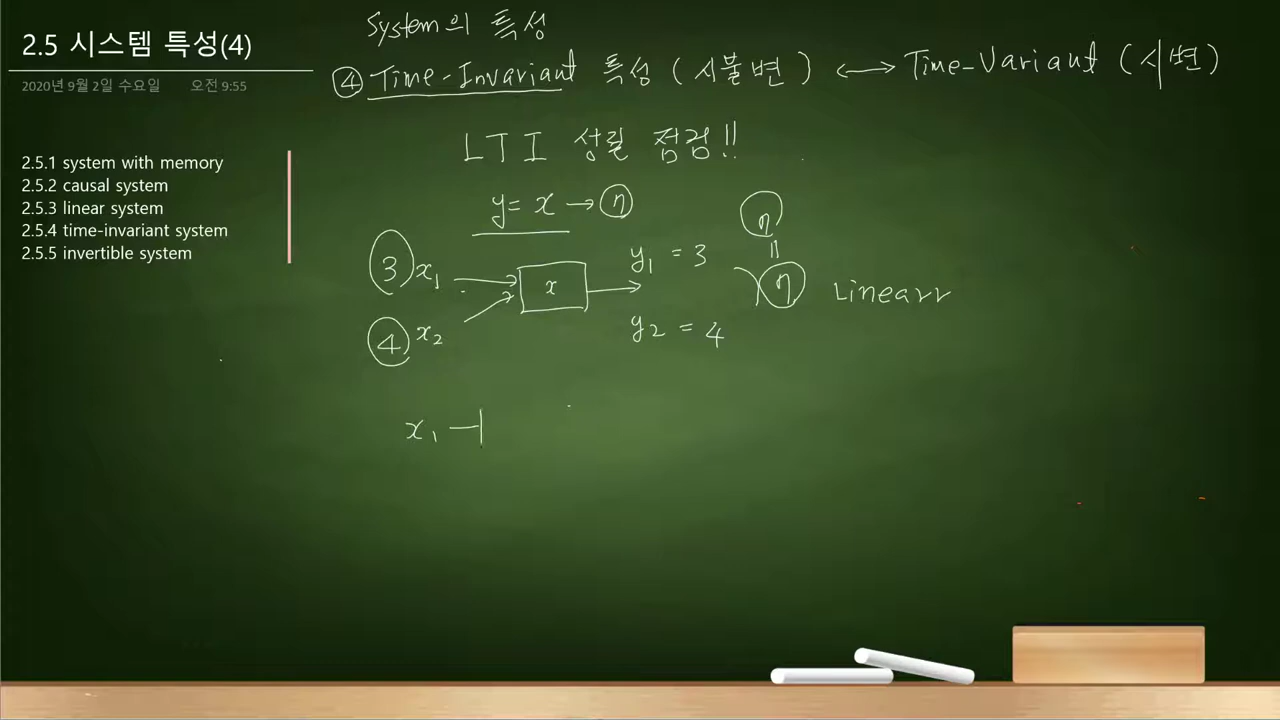 2.5 시스템 특성(4)
2020년 9월 2일 수요일 오전 9:55
2.5.1 system with memory
2.5.2 causal system
2.5.3 linear system
2.5.4 time-invariant system
2.5.5 invertible system
System의 특성
④ Time-Invariant 특성 (시불변) ↔ Time-Variant (시변)
LTI 성릴 점검!!
y = x → ⑦
3 x₁ → x → y₁ = 3
4 x₂ y₂ = 4
7 = 7 Linearr
x₁ –|